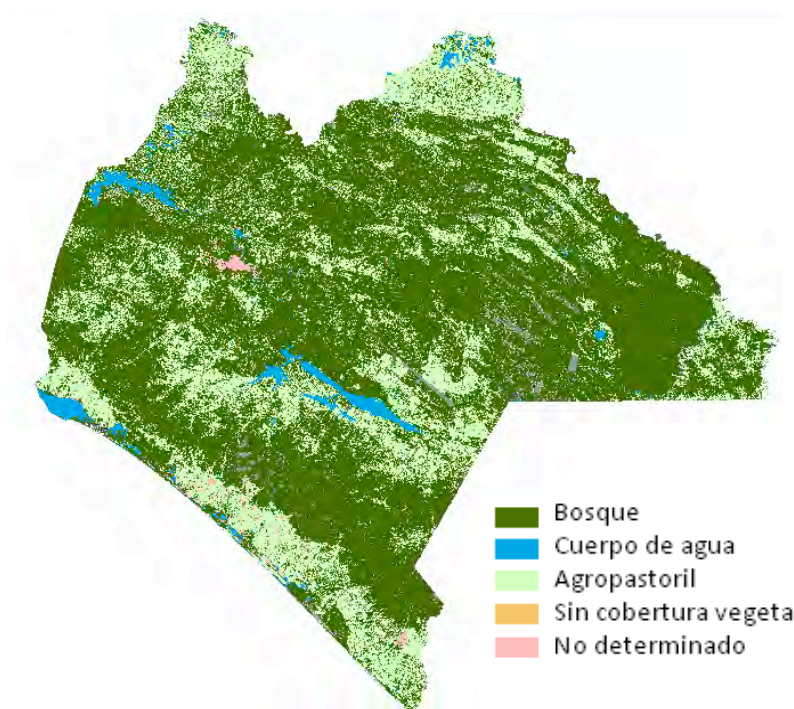 Bosque
Cuerpo de agua
Agropastoril
Sin cobertura vegeta
No determinado